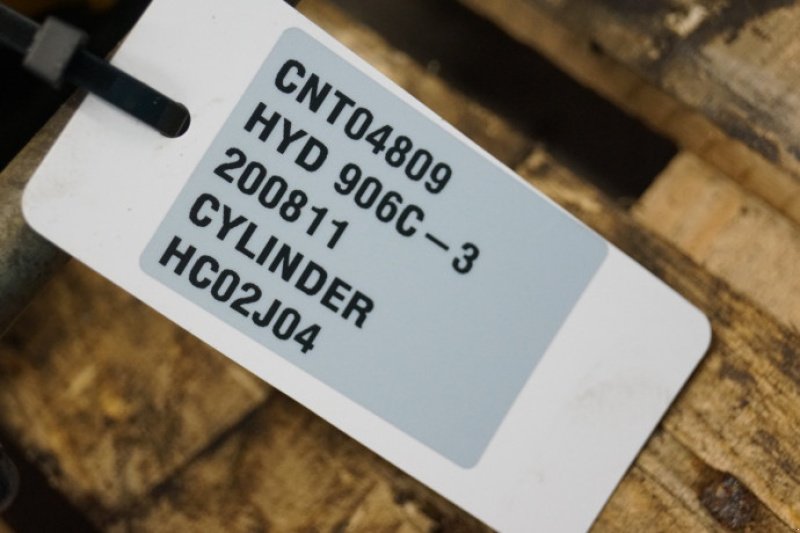 CNT04809
HYD 906C-3
200811
CYLINDER
HC02J04